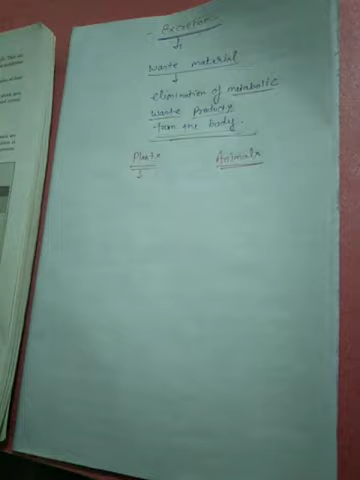 Excretion
Waste material
elimination of metabolic
waste products
from the body.
Plants
Animals